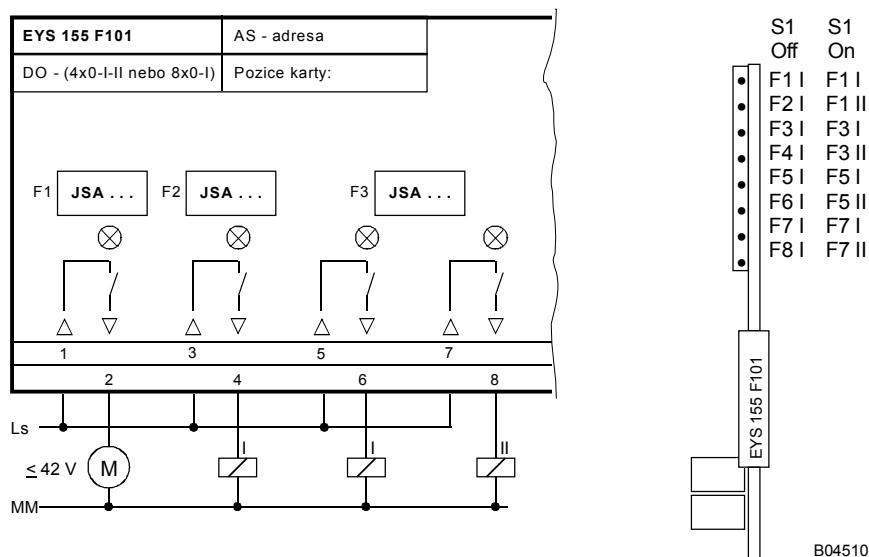 EYS 155 F101 AS - adresa
DO - (4x0-I-II nebo 8x0-I) Pozice karty:
F1 JSA . . . F2 JSA . . . F3 JSA . . .
1 3 5 7
2 4 6 8
Ls
I I II
≤ 42 V M
MM
S1 S1
Off On
F1 I F1 I
F2 I F1 II
F3 I F3 I
F4 I F3 II
F5 I F5 I
F6 I F5 II
F7 I F7 I
F8 I F7 II
EYS 155 F101
B04510